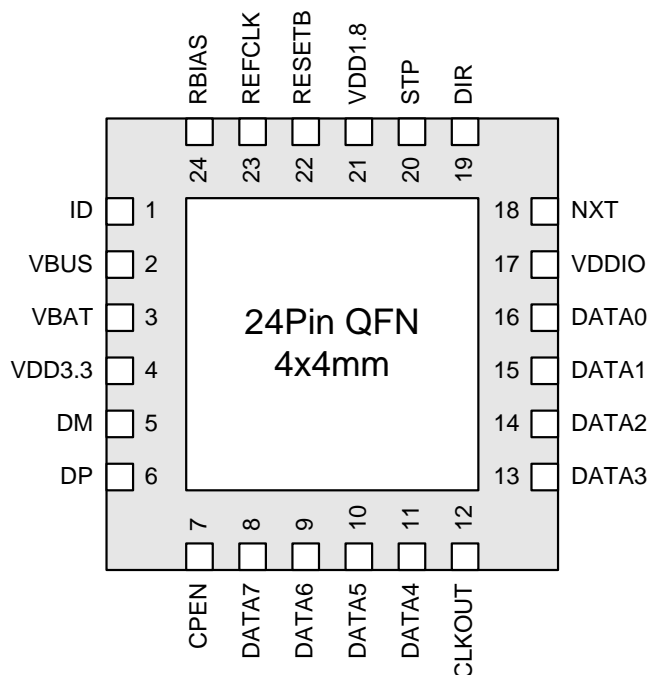 RBIAS
REFCLK
RESETB
VDD1.8
STP
DIR
24
23
22
21
20
19
ID 1
VBUS 2
VBAT 3
VDD3.3 4
DM 5
DP 6
24Pin QFN
4x4mm
18 NXT
17 VDDIO
16 DATA0
15 DATA1
14 DATA2
13 DATA3
7
8
9
10
11
12
CPEN
DATA7
DATA6
DATA5
DATA4
CLKOUT